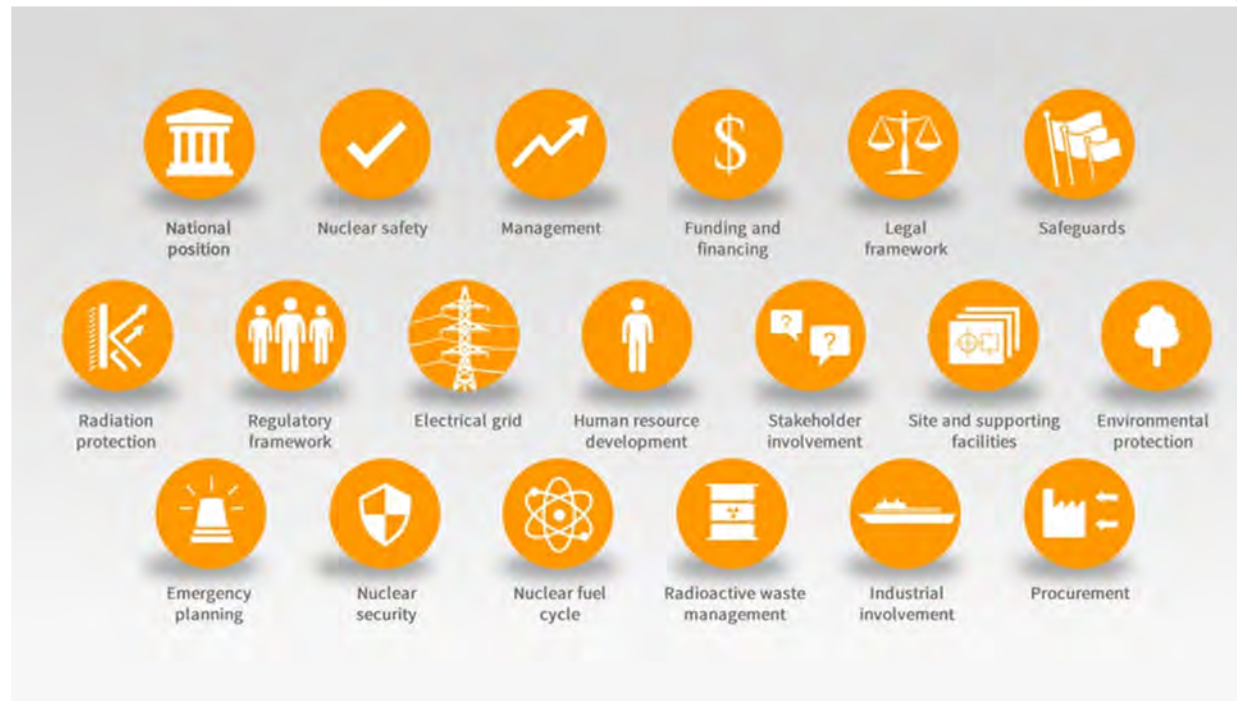 $
National
position
Nuclear safety
Management
Funding and
financing
Legal
framework
Safeguards
? ?
Radiation
protection
Regulatory
framework
Electrical grid
Human resource
development
Stakeholder
involvement
Site and supporting
facilities
Environmental
protection
Emergency
planning
Nuclear
security
Nuclear fuel
cycle
Radioactive waste
management
Industrial
involvement
Procurement